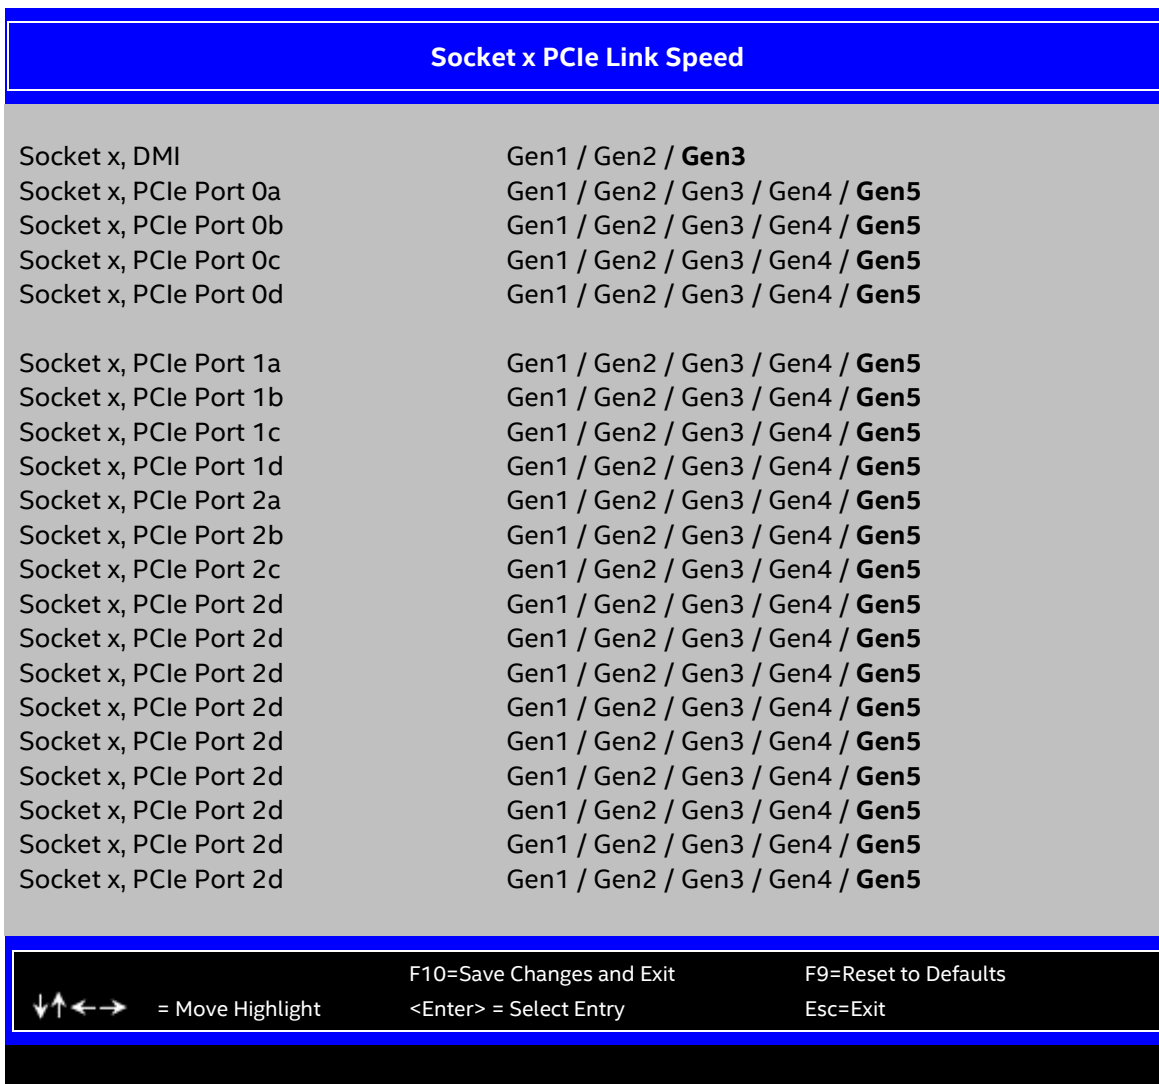 Socket x PCIe Link Speed
Socket x, DMI Gen1 / Gen2 / Gen3
Socket x, PCIe Port 0a Gen1 / Gen2 / Gen3 / Gen4 / Gen5
Socket x, PCIe Port 0b Gen1 / Gen2 / Gen3 / Gen4 / Gen5
Socket x, PCIe Port 0c Gen1 / Gen2 / Gen3 / Gen4 / Gen5
Socket x, PCIe Port 0d Gen1 / Gen2 / Gen3 / Gen4 / Gen5
Socket x, PCIe Port 1a Gen1 / Gen2 / Gen3 / Gen4 / Gen5
Socket x, PCIe Port 1b Gen1 / Gen2 / Gen3 / Gen4 / Gen5
Socket x, PCIe Port 1c Gen1 / Gen2 / Gen3 / Gen4 / Gen5
Socket x, PCIe Port 1d Gen1 / Gen2 / Gen3 / Gen4 / Gen5
Socket x, PCIe Port 2a Gen1 / Gen2 / Gen3 / Gen4 / Gen5
Socket x, PCIe Port 2b Gen1 / Gen2 / Gen3 / Gen4 / Gen5
Socket x, PCIe Port 2c Gen1 / Gen2 / Gen3 / Gen4 / Gen5
Socket x, PCIe Port 2d Gen1 / Gen2 / Gen3 / Gen4 / Gen5
Socket x, PCIe Port 2d Gen1 / Gen2 / Gen3 / Gen4 / Gen5
Socket x, PCIe Port 2d Gen1 / Gen2 / Gen3 / Gen4 / Gen5
Socket x, PCIe Port 2d Gen1 / Gen2 / Gen3 / Gen4 / Gen5
Socket x, PCIe Port 2d Gen1 / Gen2 / Gen3 / Gen4 / Gen5
Socket x, PCIe Port 2d Gen1 / Gen2 / Gen3 / Gen4 / Gen5
Socket x, PCIe Port 2d Gen1 / Gen2 / Gen3 / Gen4 / Gen5
Socket x, PCIe Port 2d Gen1 / Gen2 / Gen3 / Gen4 / Gen5
Socket x, PCIe Port 2d Gen1 / Gen2 / Gen3 / Gen4 / Gen5
F10=Save Changes and Exit F9=Reset to Defaults
↓↑←→ = Move Highlight <Enter> = Select Entry Esc=Exit